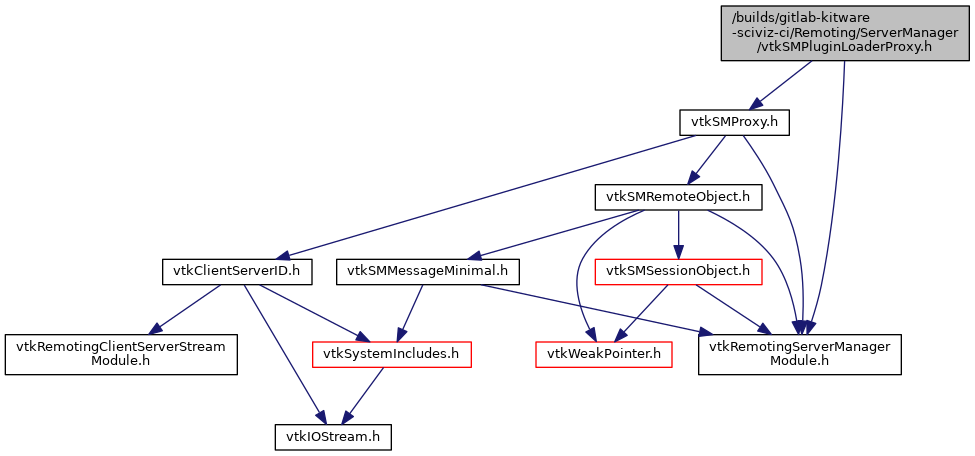 /builds/gitlab-kitware
-sciviz-ci/Remoting/ServerManager
/vtkSMPluginLoaderProxy.h
vtkSMProxy.h
vtkSMRemoteObject.h
vtkClientServerID.h
vtkSMMessageMinimal.h
vtkSMSessionObject.h
vtkRemotingClientServerStream
Module.h
vtkSystemIncludes.h
vtkWeakPointer.h
vtkRemotingServerManager
Module.h
vtkIOStream.h